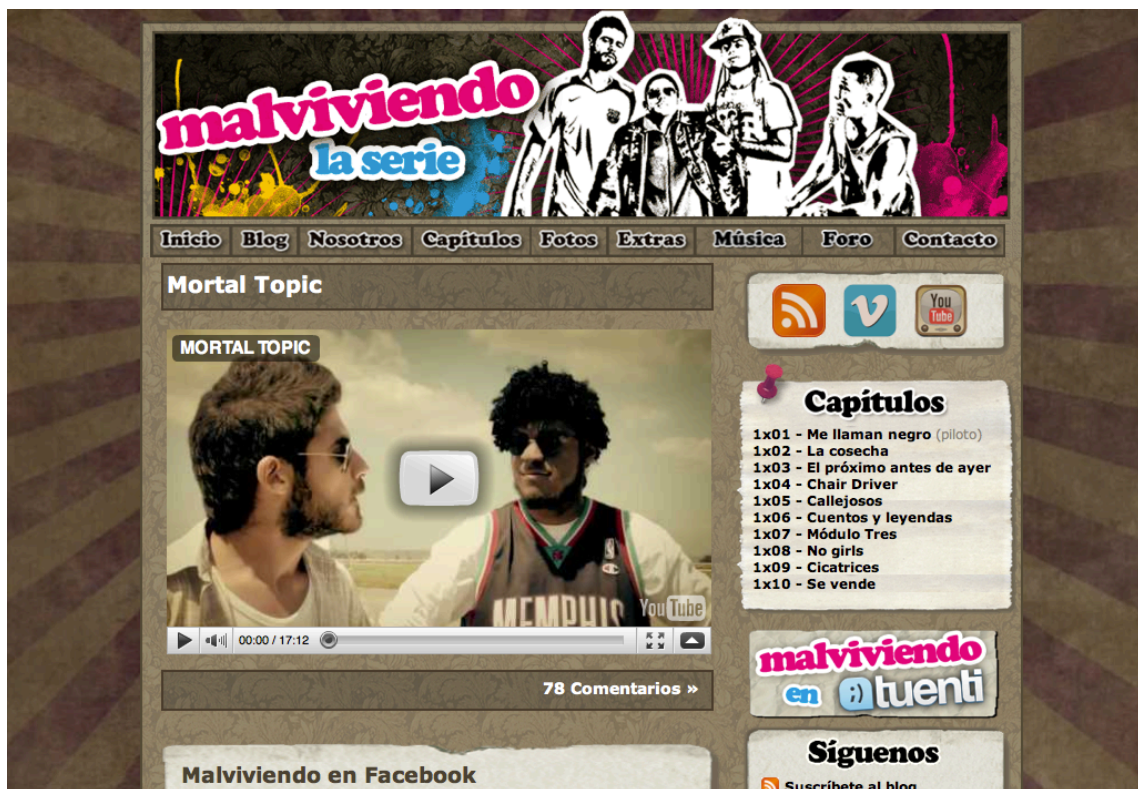 malviviendo
la serie
Inicio Blog Nosotros Capítulos Fotos Extras Música Foro Contacto
Mortal Topic
MORTAL TOPIC
MEMPHIS
YouTube
00:00 / 17:12
78 Comentarios »
Malviviendo en Facebook
You
Tube
Capítulos
1x01 - Me llaman negro (piloto)
1x02 - La cosecha
1x03 - El próximo antes de ayer
1x04 - Chair Driver
1x05 - Callejosos
1x06 - Cuentos y leyendas
1x07 - Módulo Tres
1x08 - No girls
1x09 - Cicatrices
1x10 - Se vende
malviviendo
en ;) tuenti
Síguenos
Suscríbete al blog